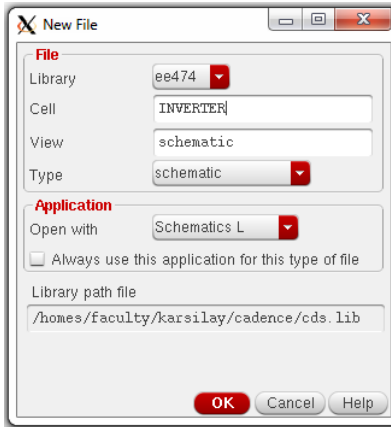 New File
File
Library ee474
Cell INVERTER
View schematic
Type schematic
Application
Open with Schematics L
Always use this application for this type of file
Library path file
/homes/faculty/karsilay/cadence/cds.lib
OK Cancel Help